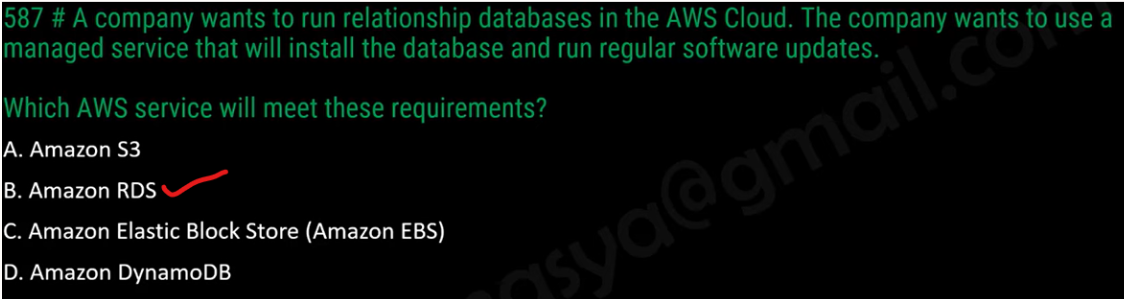 587 # A company wants to run relationship databases in the AWS Cloud. The company wants to use a
managed service that will install the database and run regular software updates.
Which AWS service will meet these requirements?
A. Amazon S3
B. Amazon RDS
C. Amazon Elastic Block Store (Amazon EBS)
D. Amazon DynamoDB